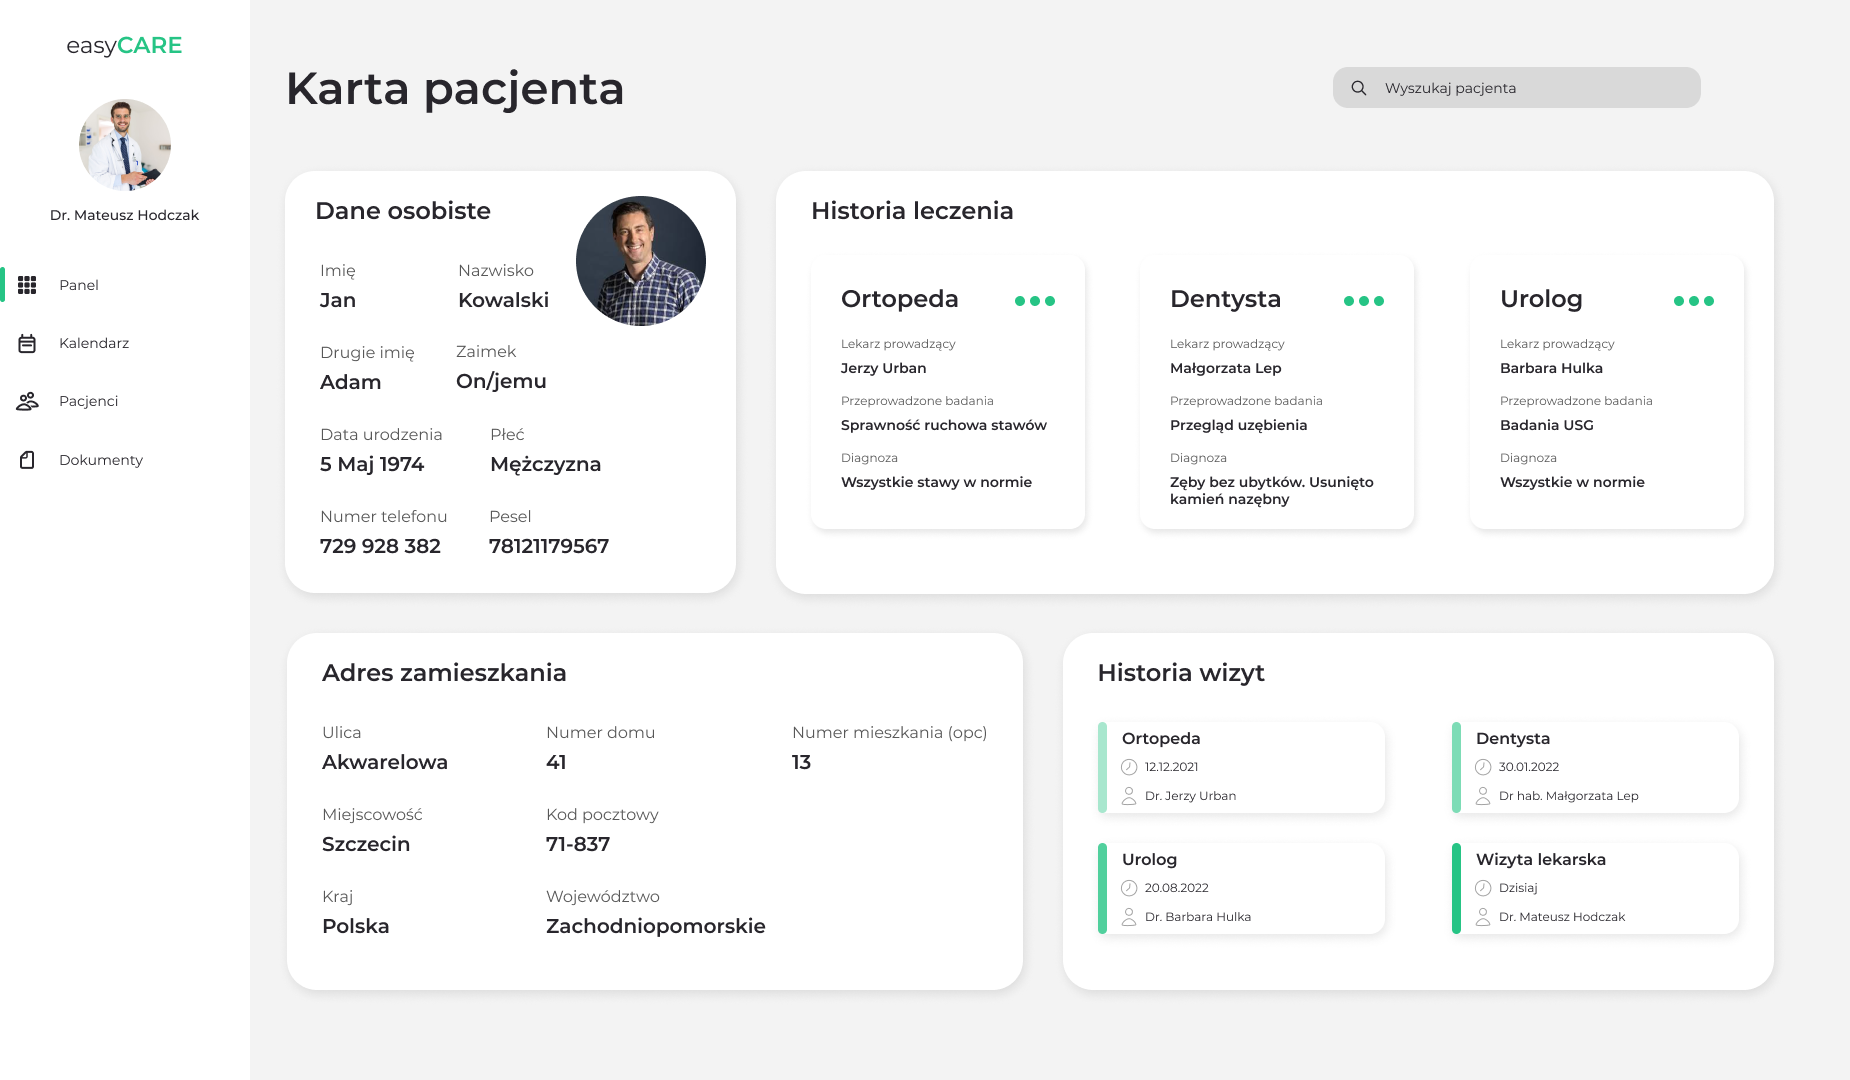 easyCARE
Dr. Mateusz Hodczak
Panel
Kalendarz
Pacjenci
Dokumenty
Karta pacjenta
Wyszukaj pacjenta
Dane osobiste
Imię
Nazwisko
Jan
Kowalski
Drugie imię
Zaimek
Adam
On/jemu
Data urodzenia
Płeć
5 Maj 1974
Mężczyzna
Numer telefonu
Pesel
729 928 382
78121179567
Historia leczenia
Ortopeda
Lekarz prowadzący
Jerzy Urban
Przeprowadzone badania
Sprawność ruchowa stawów
Diagnoza
Wszystkie stawy w normie
Dentysta
Lekarz prowadzący
Małgorzata Lep
Przeprowadzone badania
Przegląd uzębienia
Diagnoza
Zęby bez ubytków. Usunięto
kamień nazębny
Urolog
Lekarz prowadzący
Barbara Hulka
Przeprowadzone badania
Badania USG
Diagnoza
Wszystkie w normie
Adres zamieszkania
Ulica
Numer domu
Numer mieszkania (opc)
Akwarelowa
41
13
Miejscowość
Kod pocztowy
Szczecin
71-837
Kraj
Województwo
Polska
Zachodniopomorskie
Historia wizyt
Ortopeda
12.12.2021
Dr. Jerzy Urban
Dentysta
30.01.2022
Dr hab. Małgorzata Lep
Urolog
20.08.2022
Dr. Barbara Hulka
Wizyta lekarska
Dzisiaj
Dr. Mateusz Hodczak